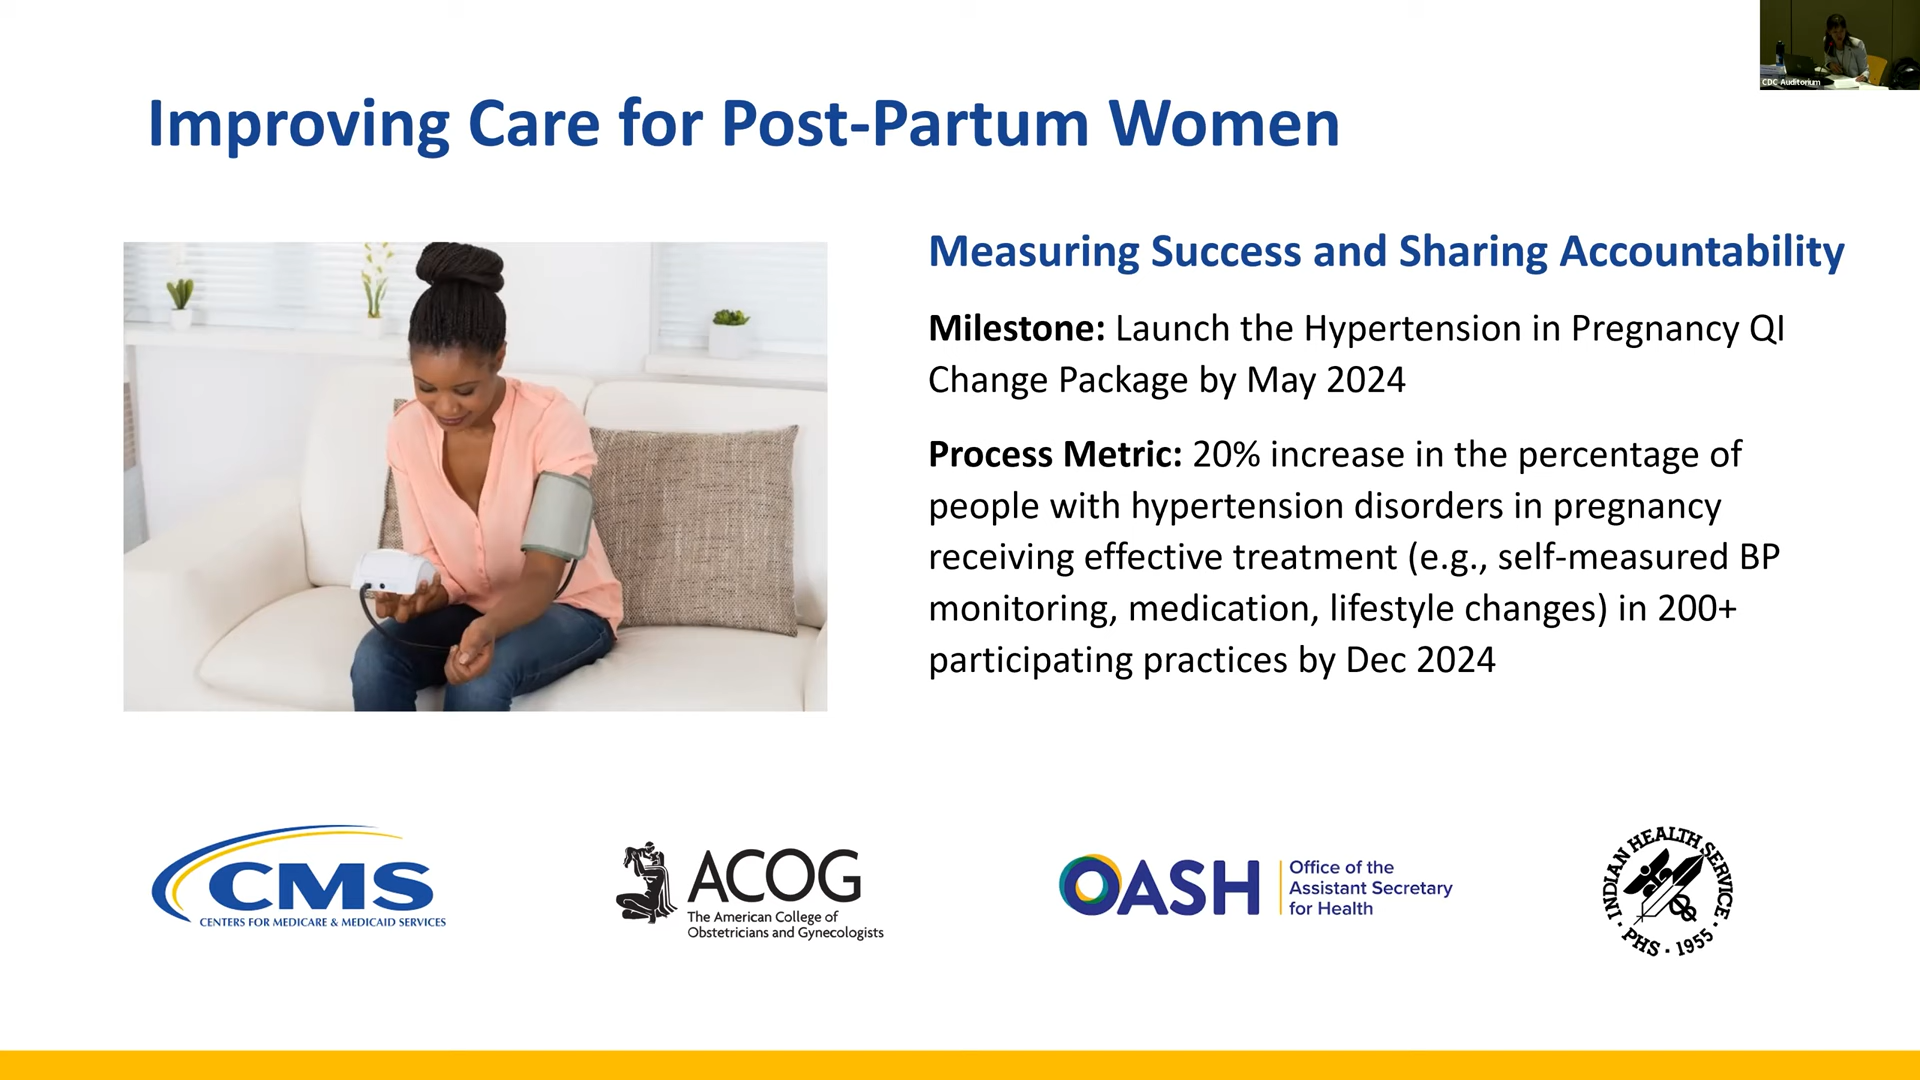 CDC Auditorium
Improving Care for Post-Partum Women
Measuring Success and Sharing Accountability
Milestone: Launch the Hypertension in Pregnancy QI
Change Package by May 2024
Process Metric: 20% increase in the percentage of
people with hypertension disorders in pregnancy
receiving effective treatment (e.g., self-measured BP
monitoring, medication, lifestyle changes) in 200+
participating practices by Dec 2024
CMS
CENTERS FOR MEDICARE & MEDICAID SERVICES
ACOG
The American College of
Obstetricians and Gynecologists
OASH
Office of the
Assistant Secretary
for Health
INDIAN HEALTH SERVICE
· PHS · 1955 ·